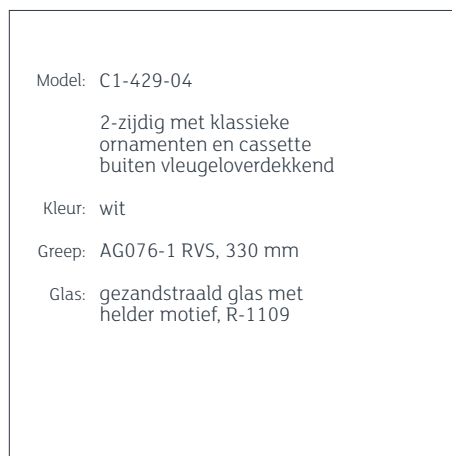 Model: C1-429-04
2-zijdig met klassieke
ornamenten en cassette
buiten vleugeloverdekkend
Kleur: wit
Greep: AG076-1 RVS, 330 mm
Glas: gezandstraald glas met
helder motief, R-1109